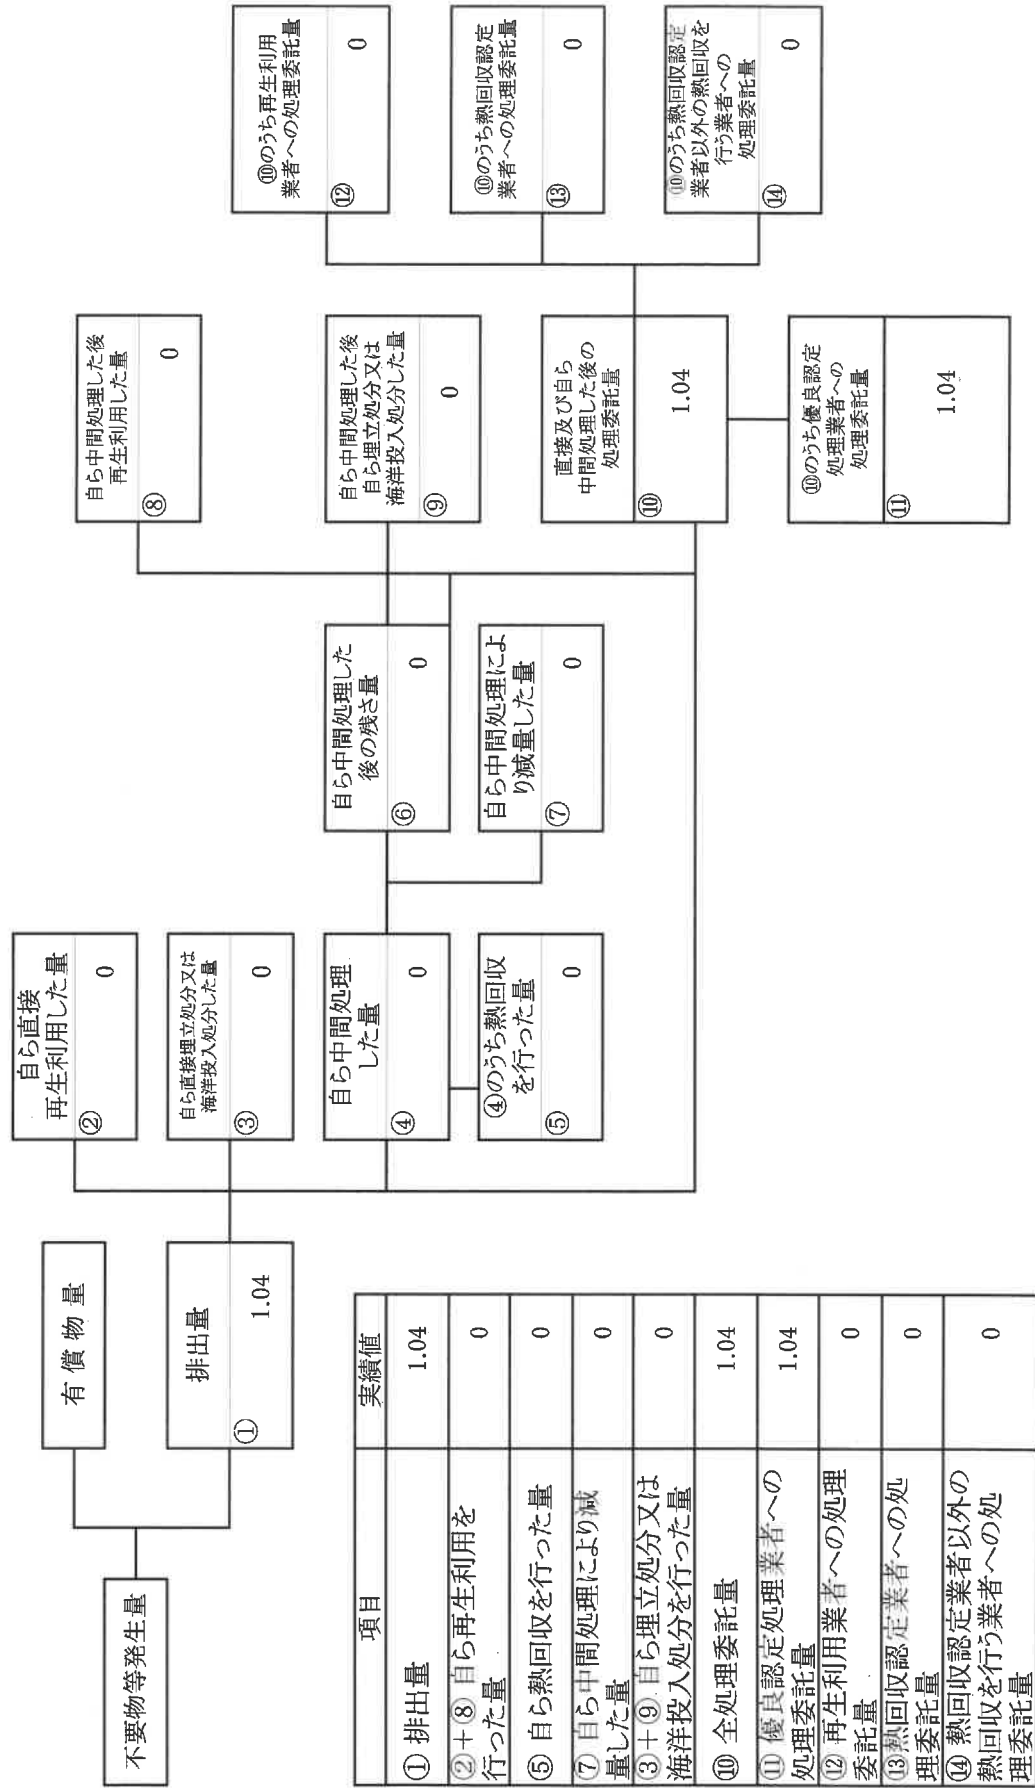 不要物等発生量
有償物量
排出量
①
1.04
自ら直接
再生利用した量
②
0
自ら直接埋立処分又は
海洋投入処分した量
③
0
自ら中間処理
した量
④
0
④のうち熱回収
を行った量
⑤
0
自ら中間処理した
後の残さ量
⑥
0
自ら中間処理によ
り減量した量
⑦
0
自ら中間処理した後
再生利用した量
⑧
0
自ら中間処理した後
自ら埋立処分又は
海洋投入処分した量
⑨
0
直接及び自ら
中間処理した後の
処理委託量
⑩
1.04
⑩のうち優良認定
処理業者への
処理委託量
⑪
1.04
⑩のうち再生利用
業者への処理委託量
⑫
0
⑩のうち熱回収認定
業者への処理委託量
⑬
0
⑩のうち熱回収認定
業者以外の熱回収を
行う業者への
処理委託量
⑭
0
項目 実績値
① 排出量 1.04
②+⑧ 自ら再生利用を
行った量 0
⑤ 自ら熱回収を行った量 0
⑦ 自ら中間処理により減
量した量 0
③+⑨ 自ら埋立処分又は
海洋投入処分を行った量 0
⑩ 全処理委託量 1.04
⑪ 優良認定処理業者への
処理委託量 1.04
⑫ 再生利用業者への処理
委託量 0
⑬熱回収認定業者への処
理委託量 0
⑭ 熱回収認定業者以外の
熱回収を行う業者への処
理委託量 0